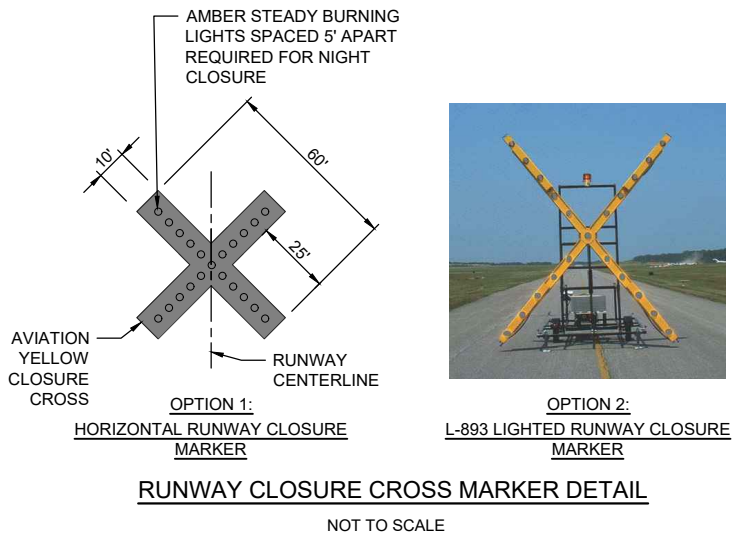 AMBER STEADY BURNING
LIGHTS SPACED 5' APART
REQUIRED FOR NIGHT
CLOSURE
10'
60'
25'
AVIATION
YELLOW
CLOSURE
CROSS
RUNWAY
CENTERLINE
OPTION 1:
HORIZONTAL RUNWAY CLOSURE
MARKER
OPTION 2:
L-893 LIGHTED RUNWAY CLOSURE
MARKER
RUNWAY CLOSURE CROSS MARKER DETAIL
NOT TO SCALE